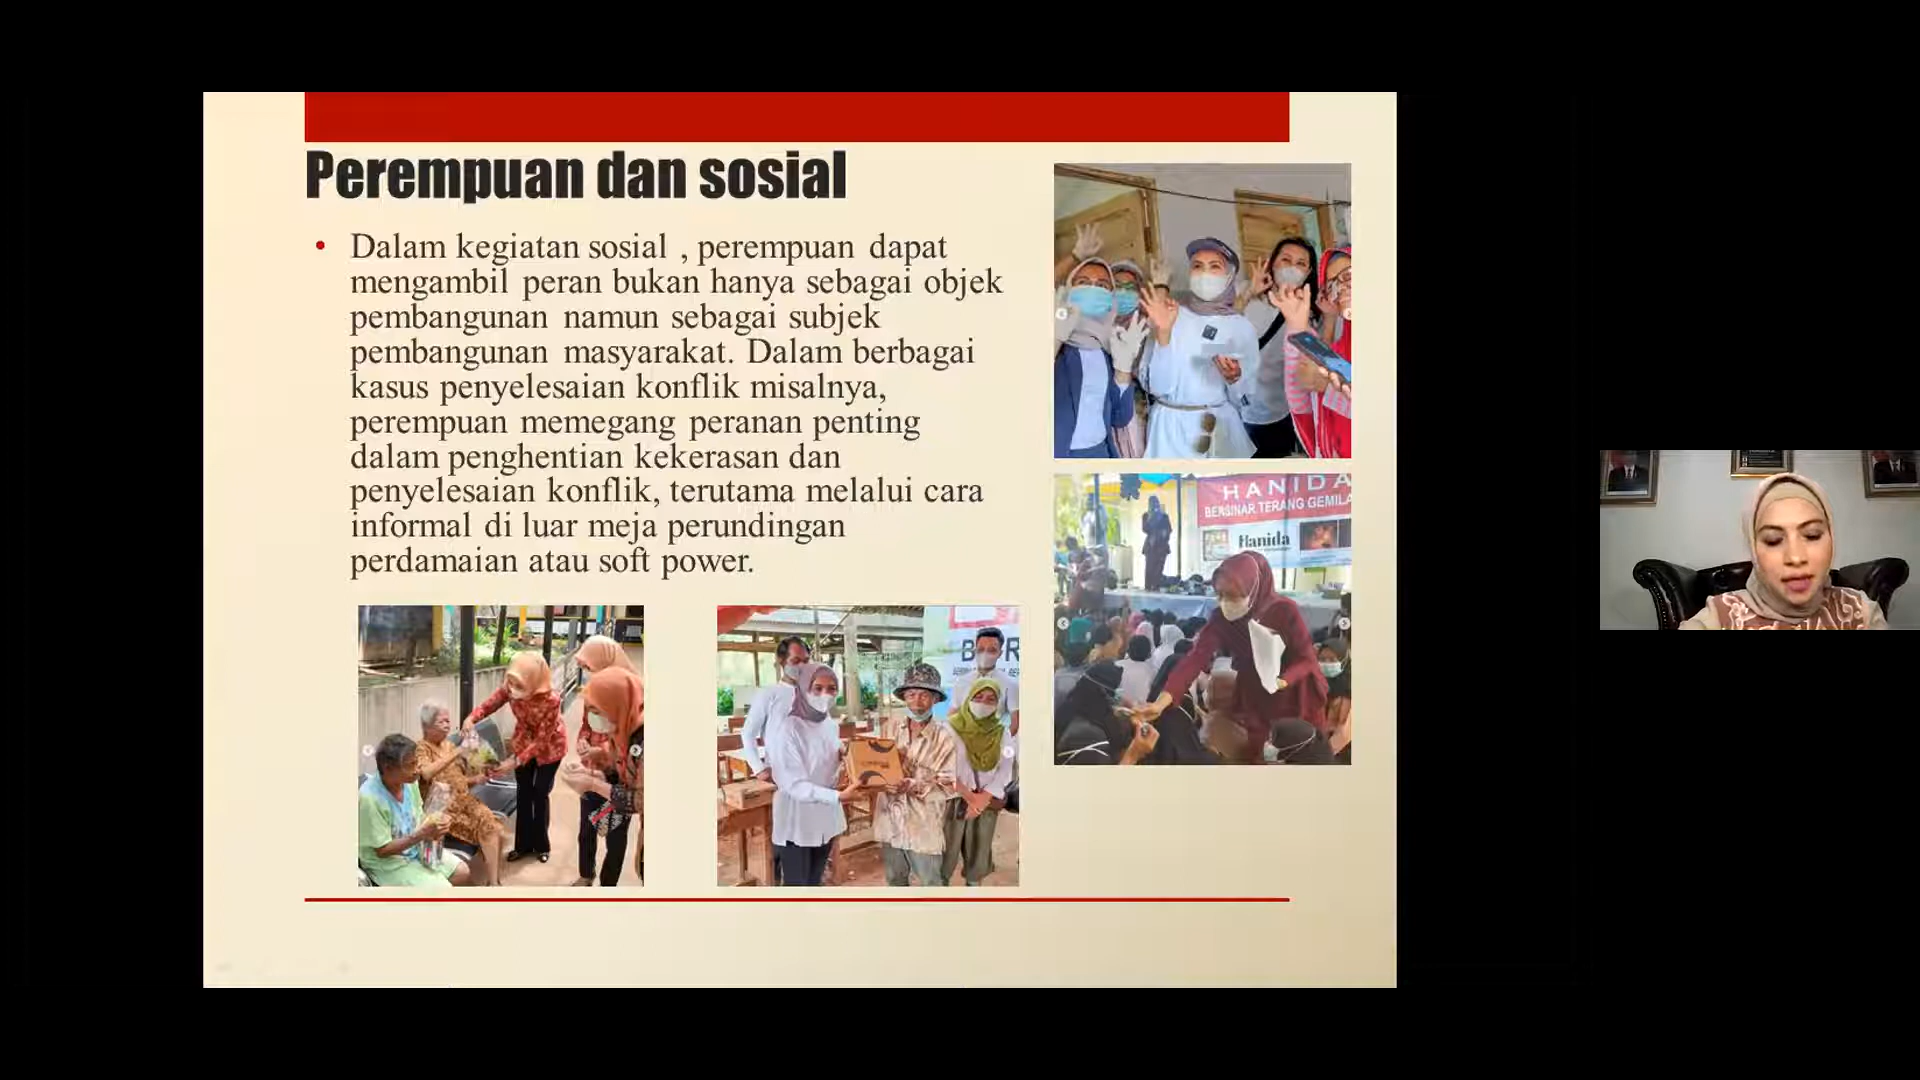 Perempuan dan sosial
• Dalam kegiatan sosial , perempuan dapat
mengambil peran bukan hanya sebagai objek
pembangunan namun sebagai subjek
pembangunan masyarakat. Dalam berbagai
kasus penyelesaian konflik misalnya,
perempuan memegang peranan penting
dalam penghentian kekerasan dan
penyelesaian konflik, terutama melalui cara
informal di luar meja perundingan
perdamaian atau soft power.
HANIDA
BERSINAR TERANG GEMILA
Hanida